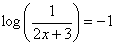 log(1/(2x+3)) = −1